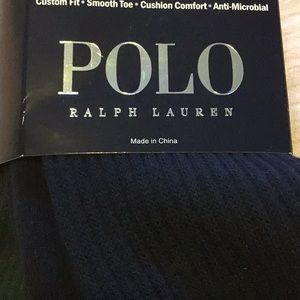 Custom Fit • Smooth Toe • Cushion Comfort • Anti-Microbial
POLO
RALPH LAUREN
Made in China